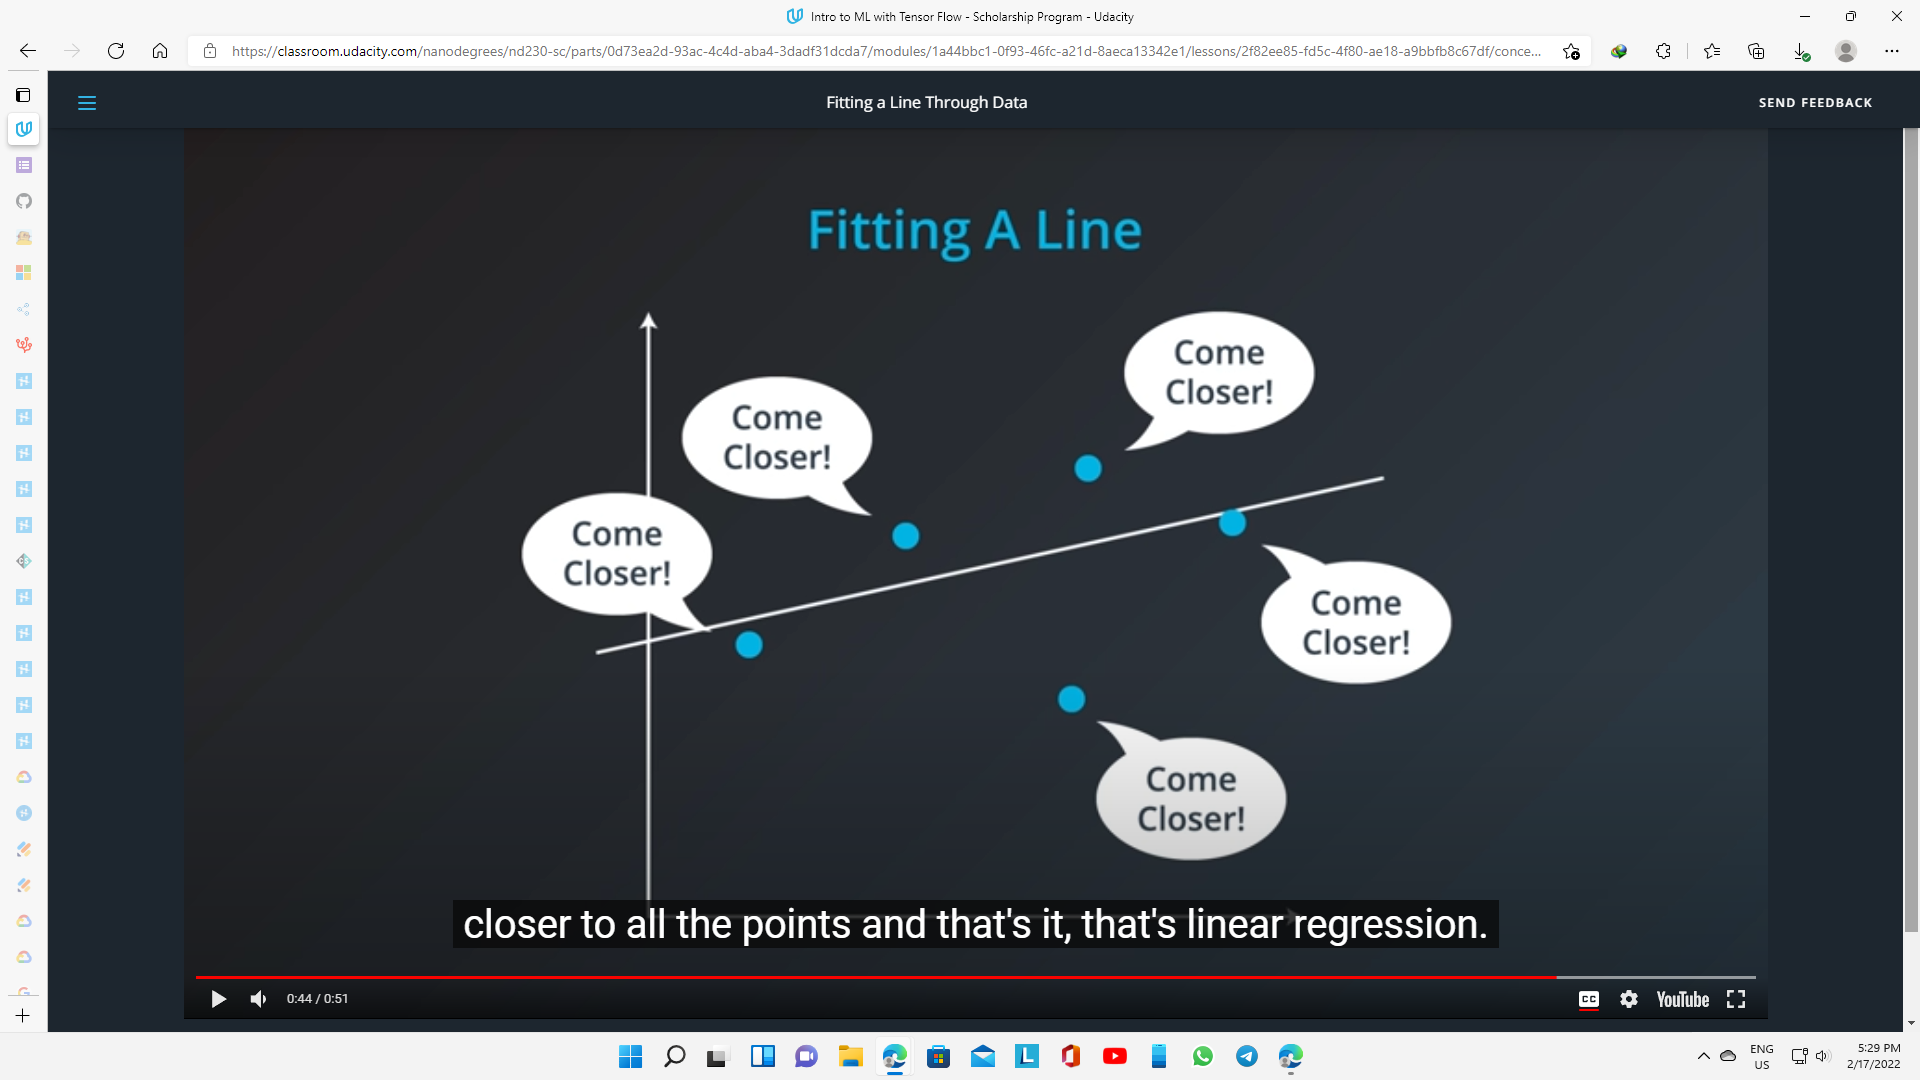 Intro to ML with Tensor Flow - Scholarship Program - Udacity
https://classroom.udacity.com/nanodegrees/nd230-sc/parts/0d73ea2d-93ac-4c4d-aba4-3dadf31dcda7/modules/1a44bbc1-0f93-46fc-a21d-8aeca13342e1/lessons/2f82ee85-fd5c-4f80-ae18-a9bbfb8c67df/conce...
Fitting a Line Through Data
SEND FEEDBACK
Fitting A Line
Come
Closer!
Come
Closer!
Come
Closer!
Come
Closer!
Come
Closer!
closer to all the points and that's it, that's linear regression.
0:44 / 0:51
CC
YouTube
L
ENG
US
5:29 PM
2/17/2022